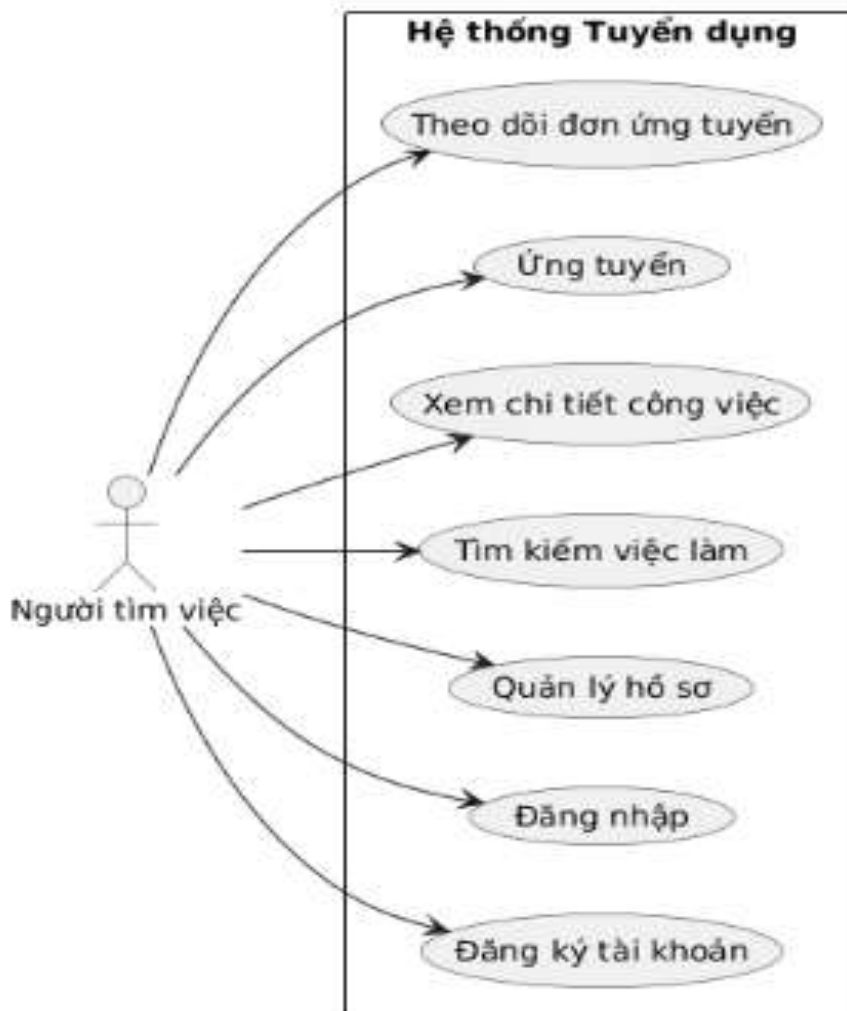 Hệ thống Tuyển dụng
Theo dõi đơn ứng tuyển
Ứng tuyển
Xem chi tiết công việc
Tìm kiếm việc làm
Người tìm việc
Quản lý hồ sơ
Đăng nhập
Đăng ký tài khoản